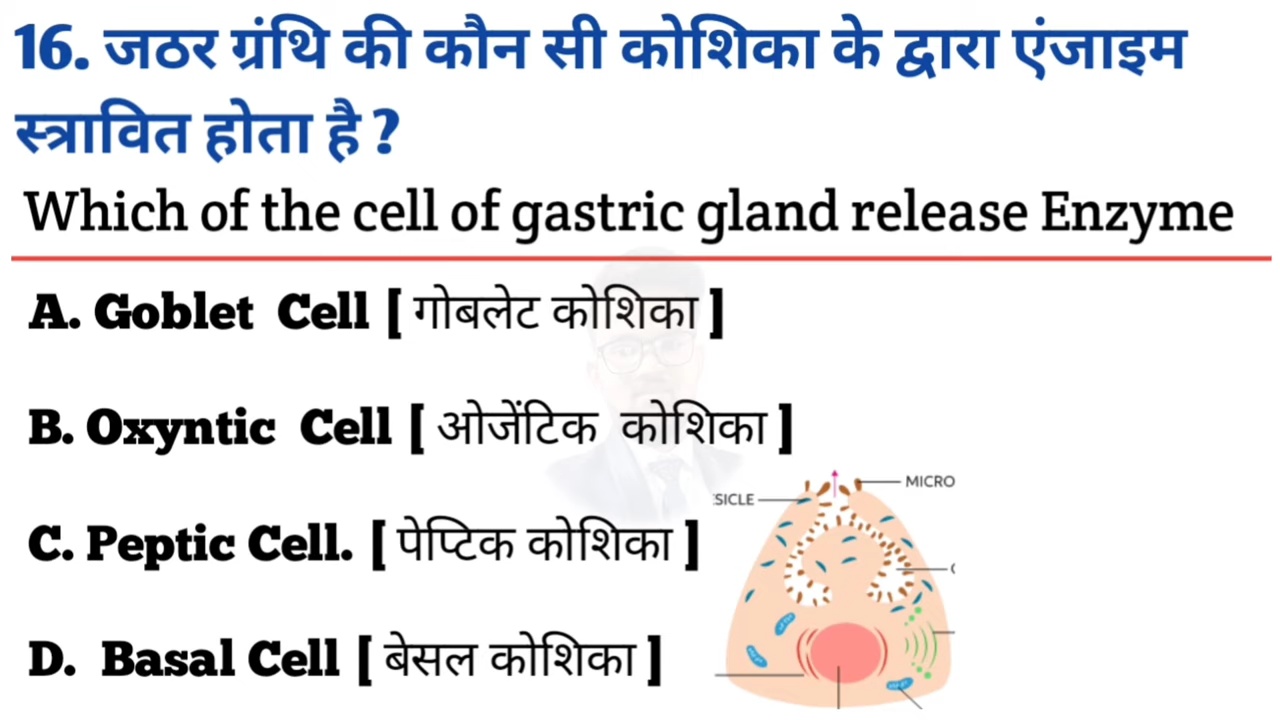 16. जठर ग्रंथि की कौन सी कोशिका के द्वारा एंजाइम
स्त्रावित होता है ?
Which of the cell of gastric gland release Enzyme
A. Goblet Cell [ गोबलेट कोशिका ]
B. Oxyntic Cell [ ओजेंटिक कोशिका ]
C. Peptic Cell. [ पेप्टिक कोशिका ]
D. Basal Cell [ बेसल कोशिका ]
SICLE
MICRO